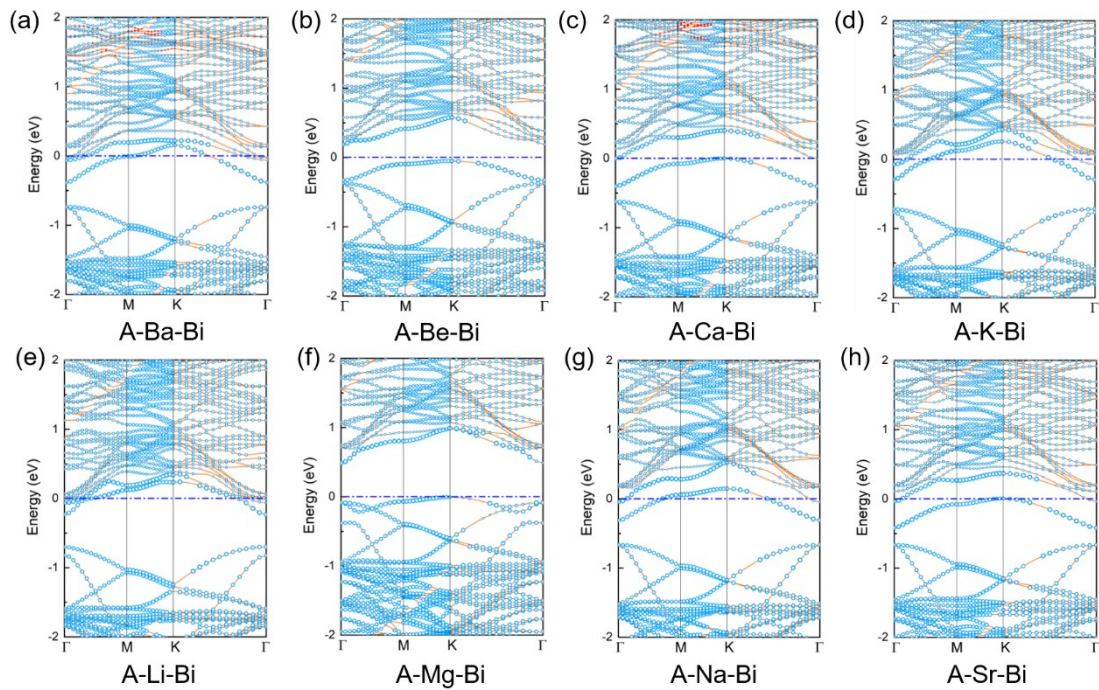 (a) (b) (c) (d)
2 2 2 2
1 1 1 1
Energy (eV) Energy (eV) Energy (eV) Energy (eV)
0 0 0 0
-1 -1 -1 -1
-2 -2 -2 -2
Γ M K Γ Γ M K Γ Γ M K Γ Γ M K Γ
A-Ba-Bi A-Be-Bi A-Ca-Bi A-K-Bi
(e) (f) (g) (h)
2 2 2 2
1 1 1 1
Energy (eV) Energy (eV) Energy (eV) Energy (eV)
0 0 0 0
-1 -1 -1 -1
-2 -2 -2 -2
Γ M K Γ Γ M K Γ Γ M K Γ Γ M K Γ
A-Li-Bi A-Mg-Bi A-Na-Bi A-Sr-Bi